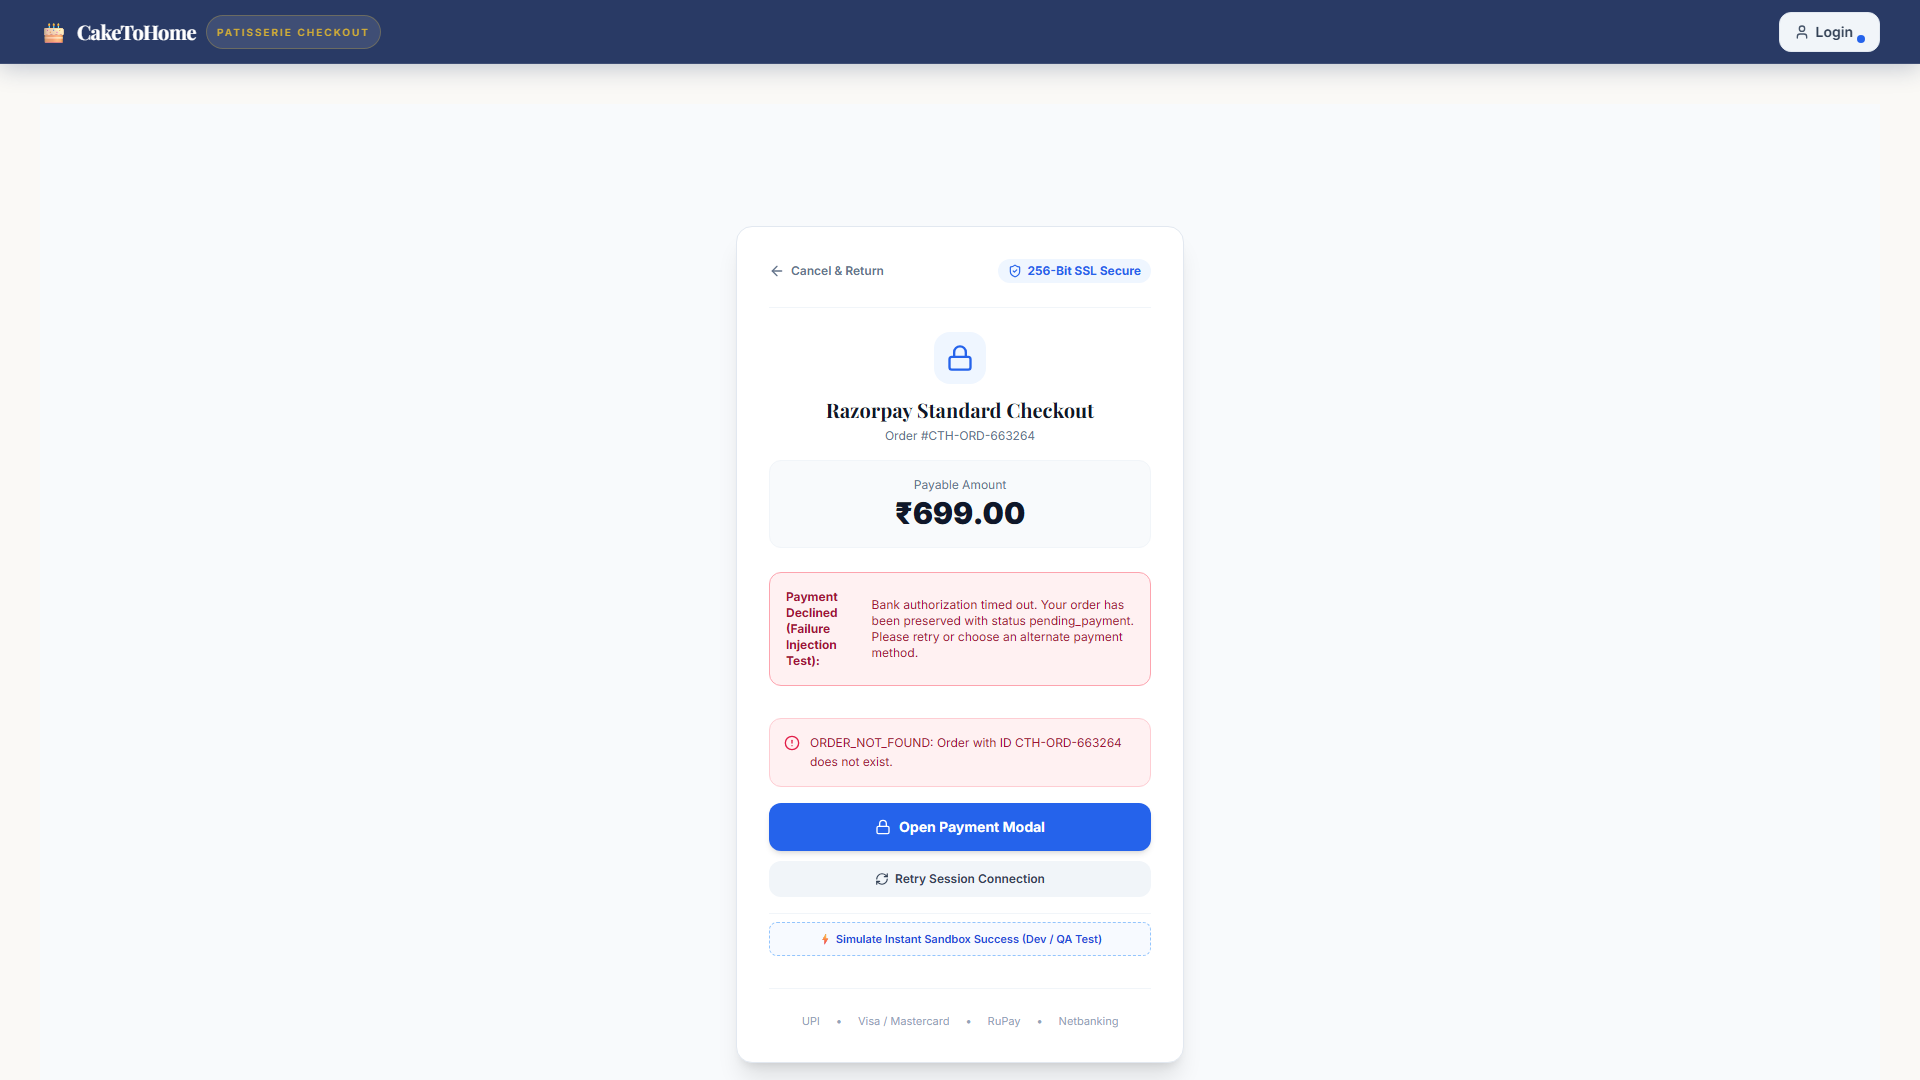 CakeToHome
PATISSERIE CHECKOUT
Login
Cancel & Return
256-Bit SSL Secure
Razorpay Standard Checkout
Order #CTH-ORD-663264
Payable Amount
₹699.00
Payment
Declined
(Failure
Injection
Test):
Bank authorization timed out. Your order has
been preserved with status pending_payment.
Please retry or choose an alternate payment
method.
ORDER_NOT_FOUND: Order with ID CTH-ORD-663264
does not exist.
Open Payment Modal
Retry Session Connection
Simulate Instant Sandbox Success (Dev / QA Test)
UPI • Visa / Mastercard • RuPay • Netbanking